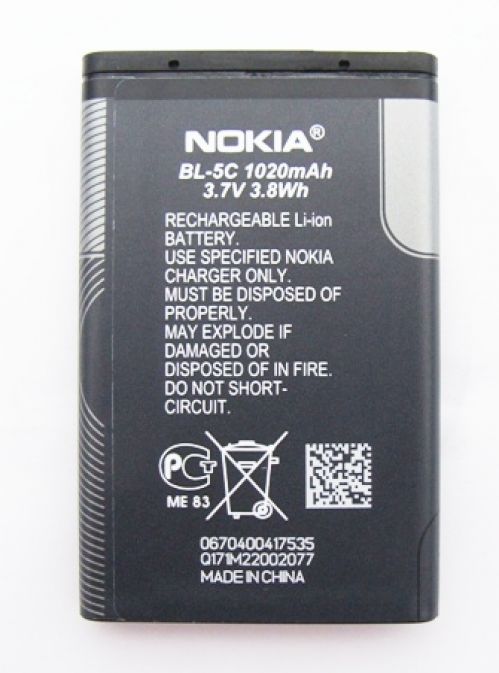 NOKIA®
BL-5C 1020mAh
3.7V 3.8Wh
RECHARGEABLE Li-ion
BATTERY.
USE SPECIFIED NOKIA
CHARGER ONLY.
MUST BE DISPOSED OF
PROPERLY.
MAY EXPLODE IF
DAMAGED OR
DISPOSED OF IN FIRE.
DO NOT SHORT-
CIRCUIT.
РСТ
ME 83
0670400417535
Q171M22002077
MADE IN CHINA